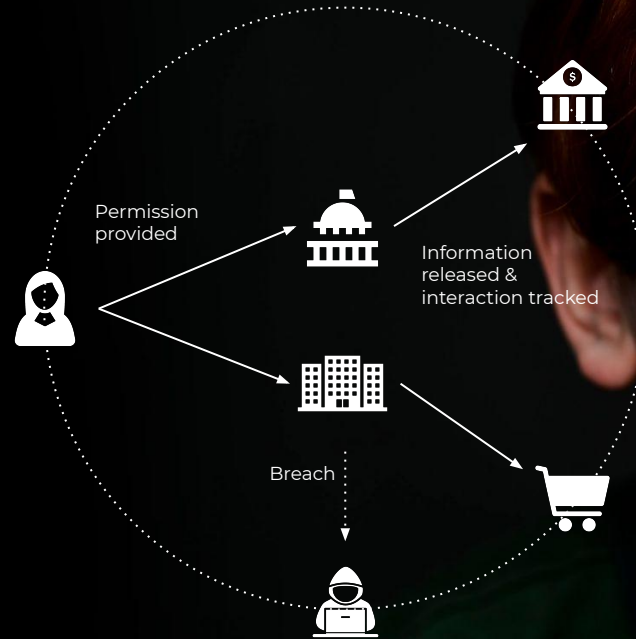 $
Permission
provided
Information
released &
interaction tracked
Breach